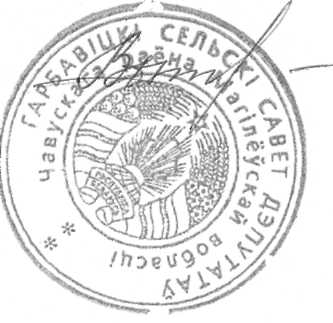 ГАРБАВІЦКІ СЕЛЬСКІ САВЕТ ДЭПУТАТАЎ
Чавускага раёна Магілёўскай вобласці